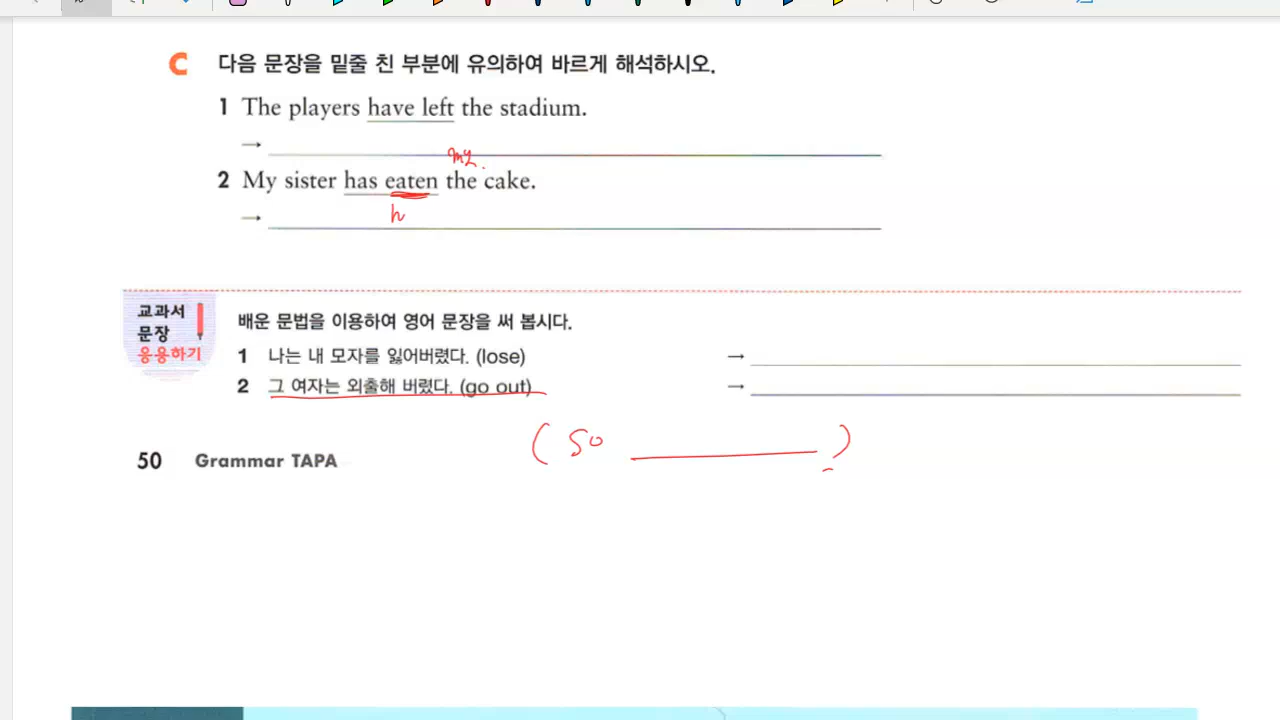 C 다음 문장을 밑줄 친 부분에 유의하여 바르게 해석하시오.
1 The players have left the stadium.
→
my
2 My sister has eaten the cake.
→ h
교과서
문장
응용하기
배운 문법을 이용하여 영어 문장을 써 봅시다.
1 나는 내 모자를 잃어버렸다. (lose) →
2 그 여자는 외출해 버렸다. (go out) →
( so )
50 Grammar TAPA